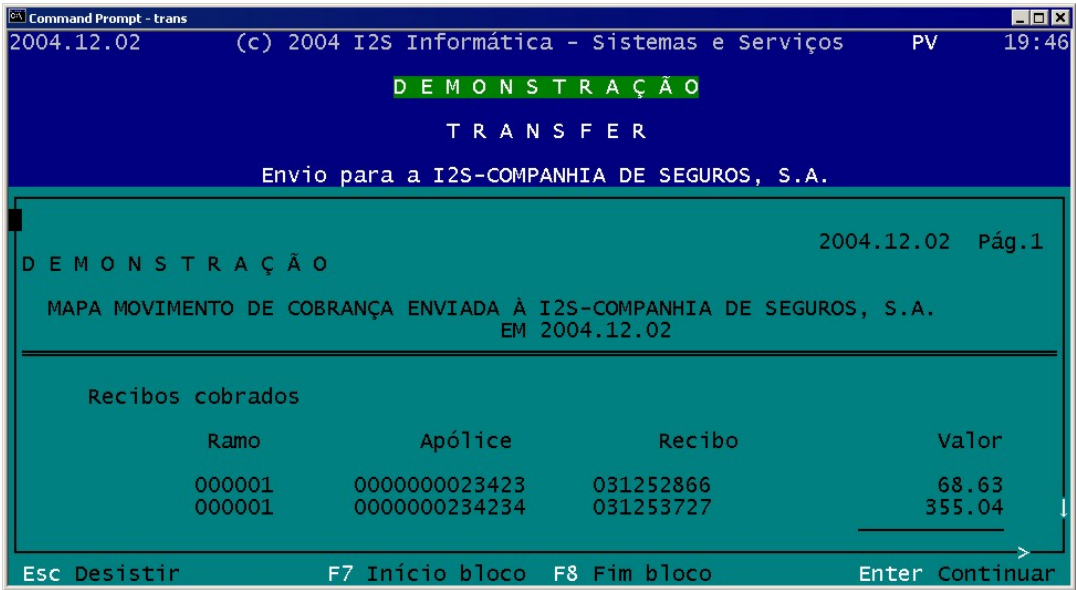 Command Prompt - trans
2004.12.02 (c) 2004 I2S Informática - Sistemas e Serviços PV 19:46
D E M O N S T R A Ç Ã O
T R A N S F E R
Envio para a I2S-COMPANHIA DE SEGUROS, S.A.
2004.12.02 Pág.1
D E M O N S T R A Ç Ã O
MAPA MOVIMENTO DE COBRANÇA ENVIADA À I2S-COMPANHIA DE SEGUROS, S.A.
EM 2004.12.02
Recibos cobrados
Ramo Apólice Recibo Valor
000001 0000000023423 031252866 68.63
000001 0000000234234 031253727 355.04
Esc Desistir F7 Início bloco F8 Fim bloco Enter Continuar